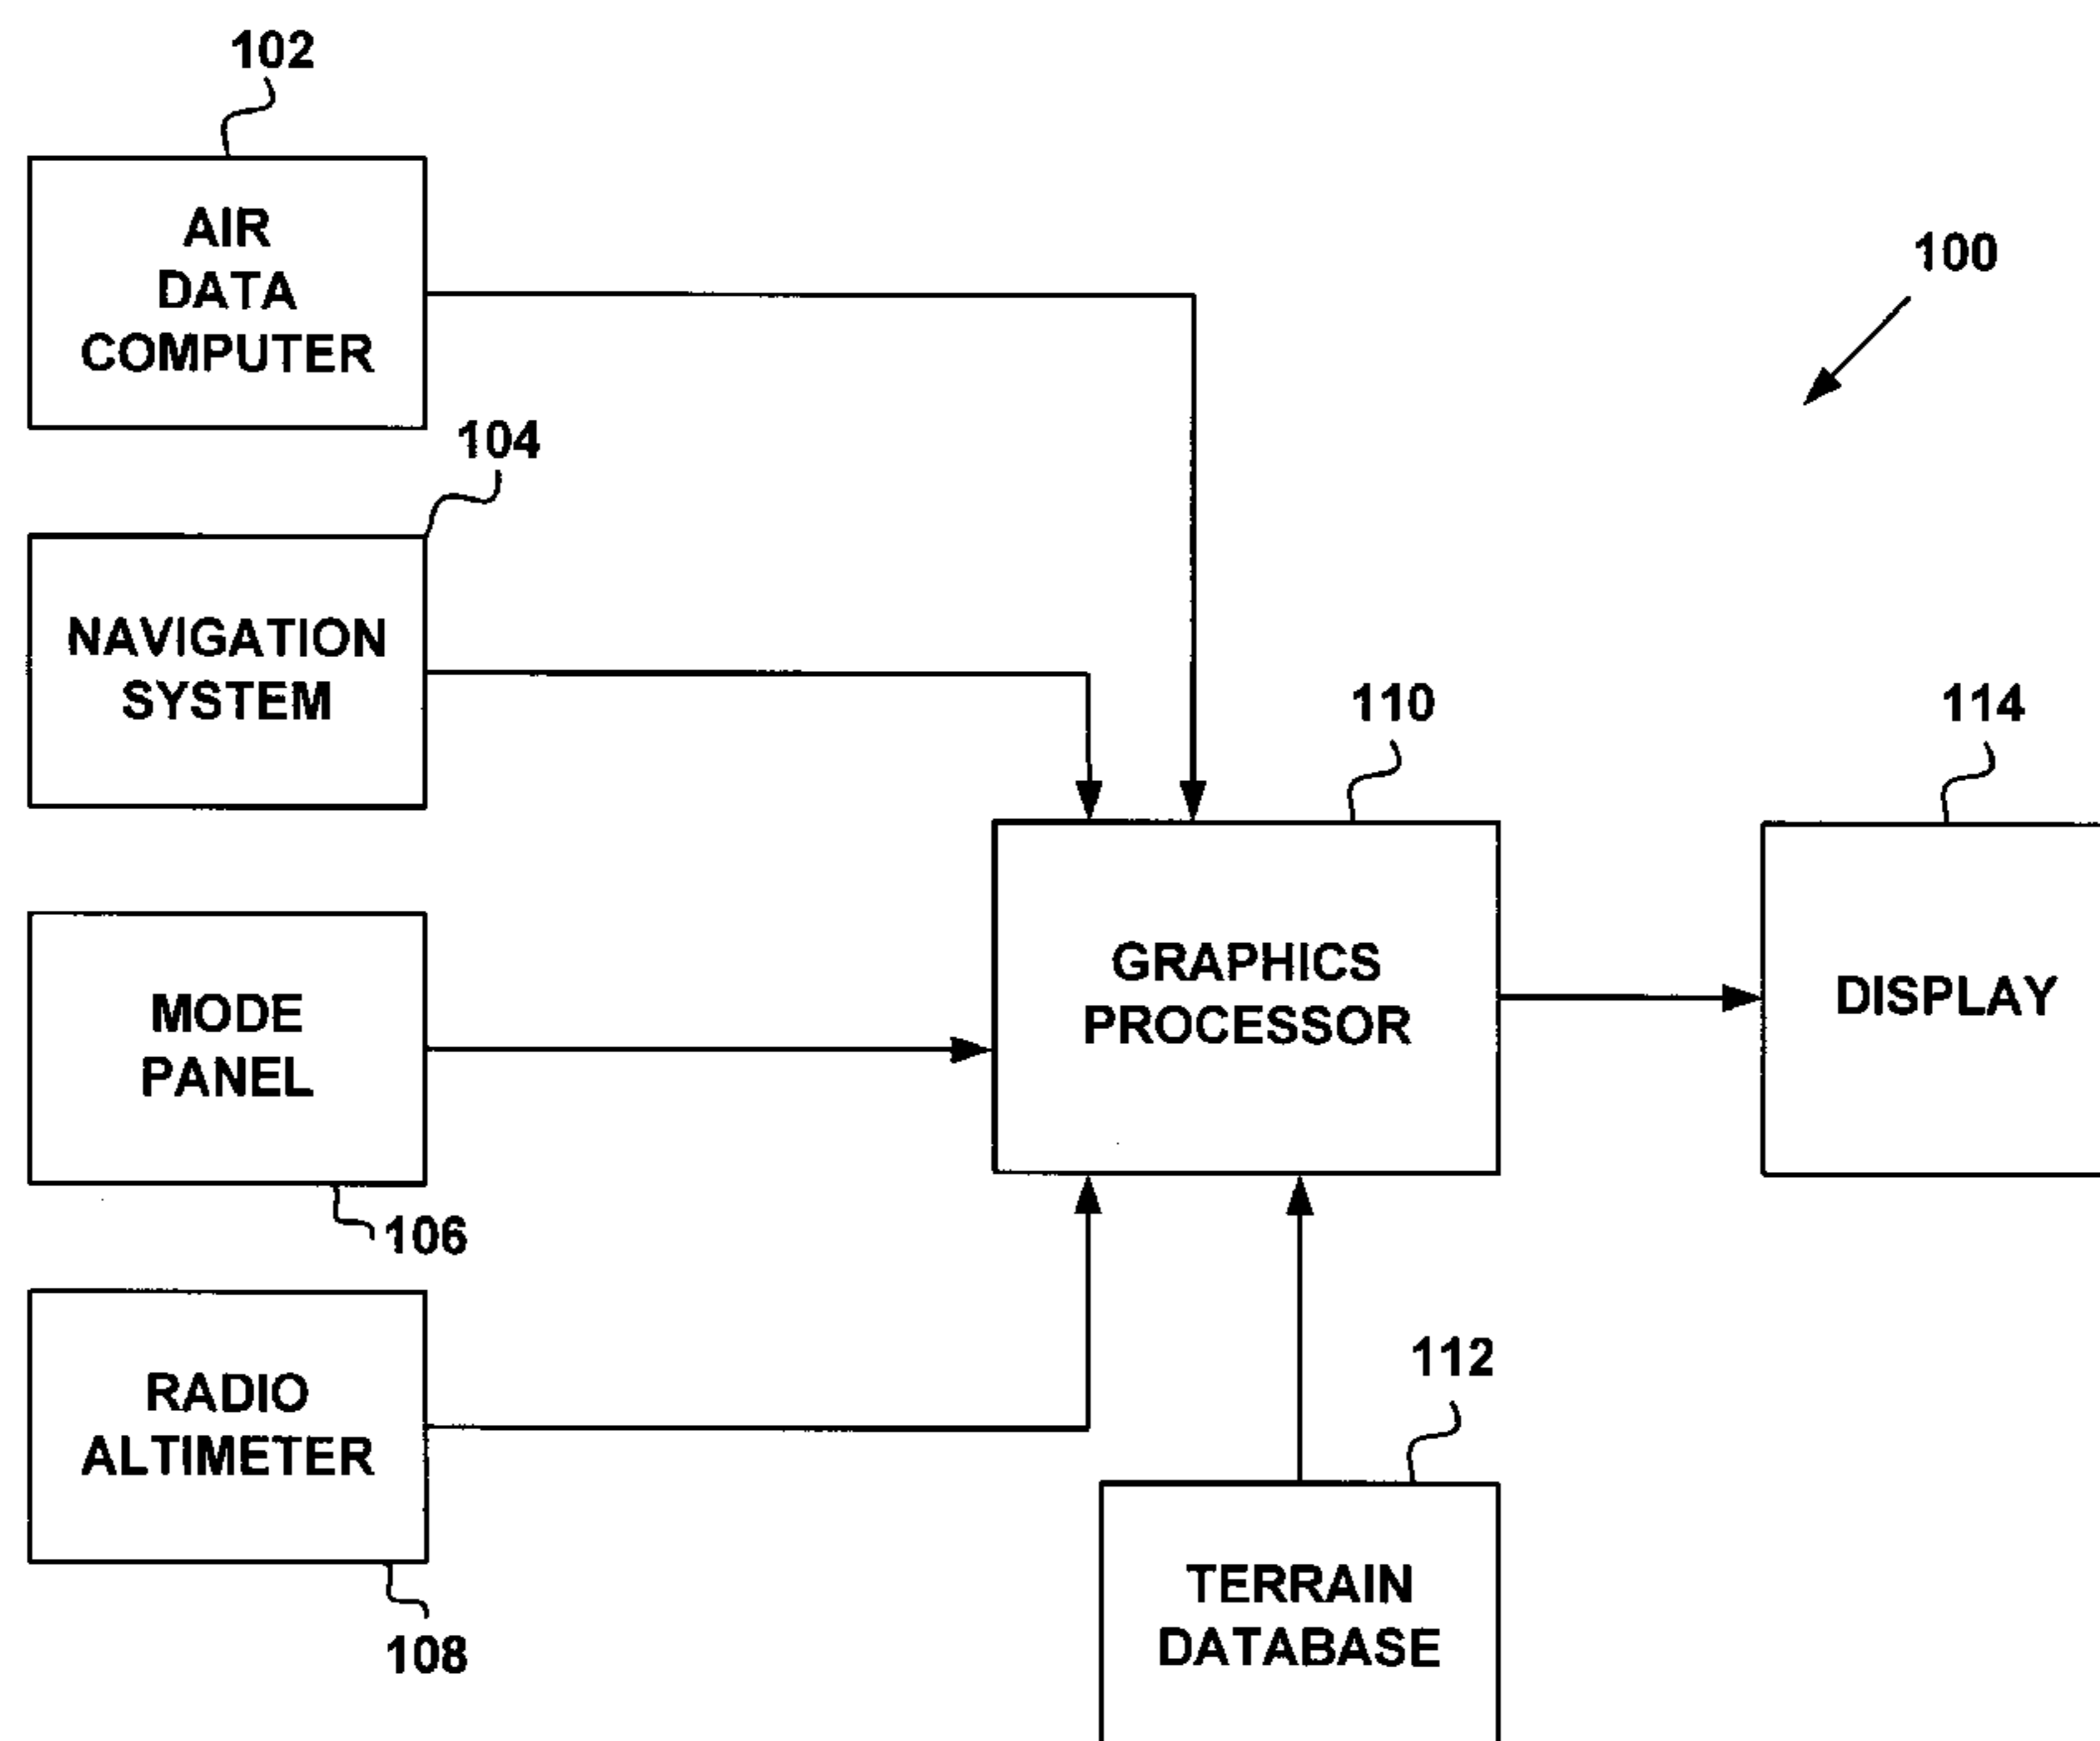 102
AIR
DATA
COMPUTER
100
104
NAVIGATION
SYSTEM
110
114
MODE
PANEL
GRAPHICS
PROCESSOR
DISPLAY
106
RADIO
ALTIMETER
112
108
TERRAIN
DATABASE